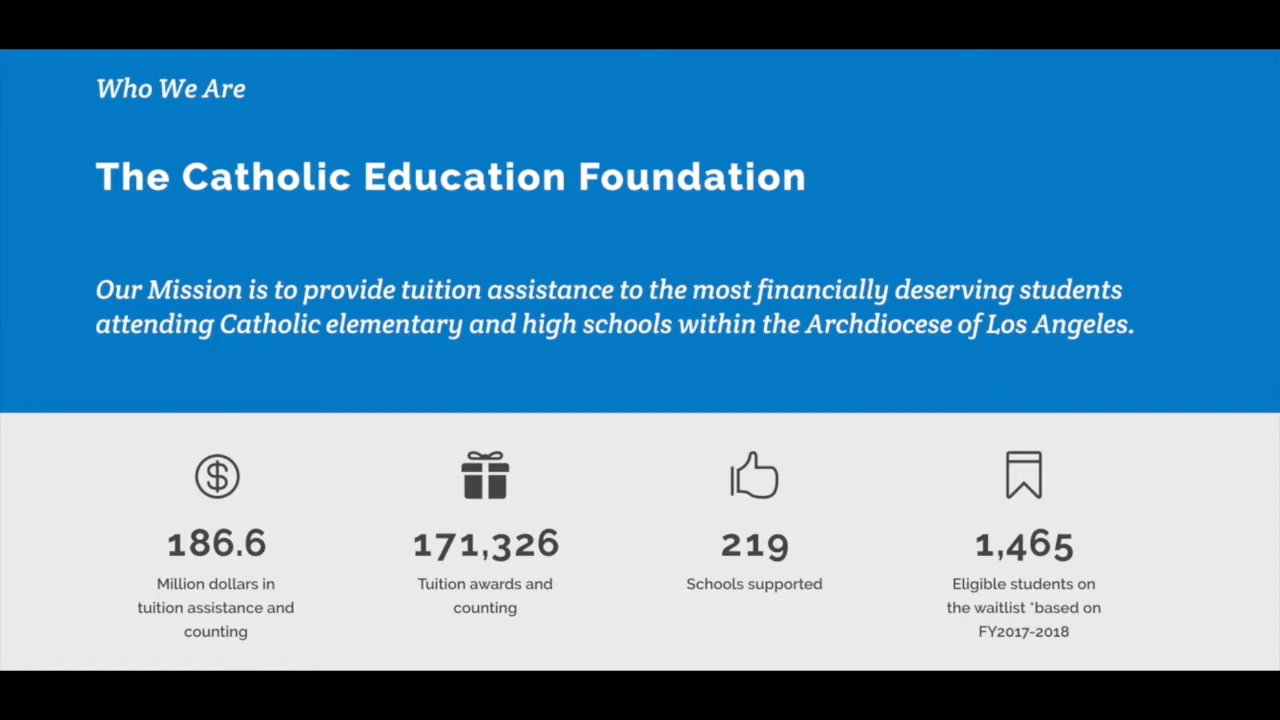 Who We Are
The Catholic Education Foundation
Our Mission is to provide tuition assistance to the most financially deserving students
attending Catholic elementary and high schools within the Archdiocese of Los Angeles.
186.6
Million dollars in
tuition assistance and
counting
171,326
Tuition awards and
counting
219
Schools supported
1,465
Eligible students on
the waitlist *based on
FY2017-2018